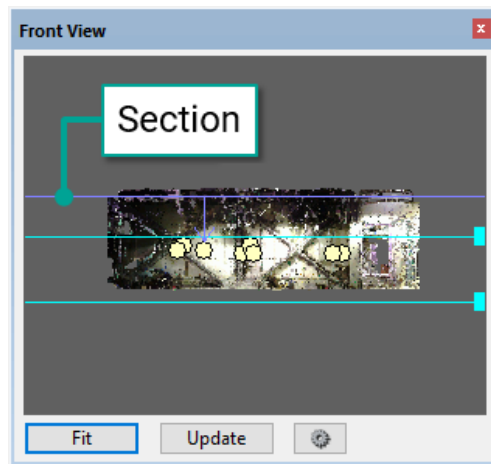 Front View
x
Section
Fit
Update